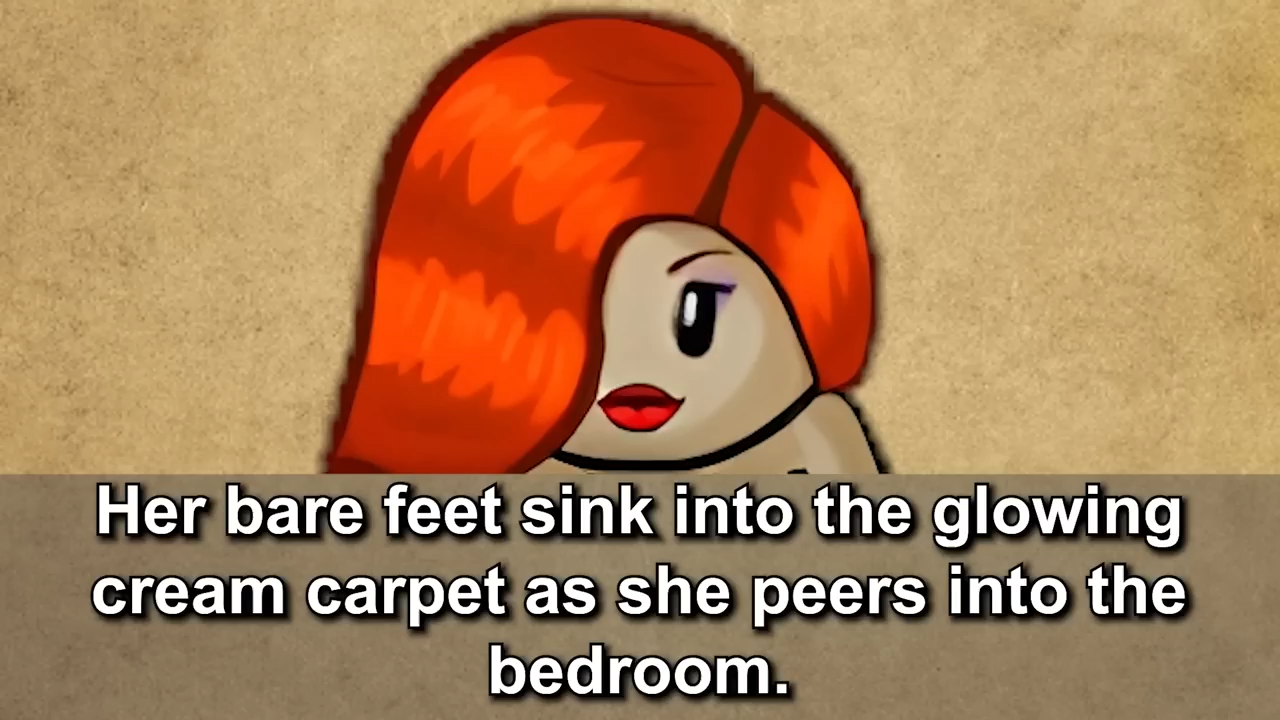 Her bare feet sink into the glowing
cream carpet as she peers into the
bedroom.